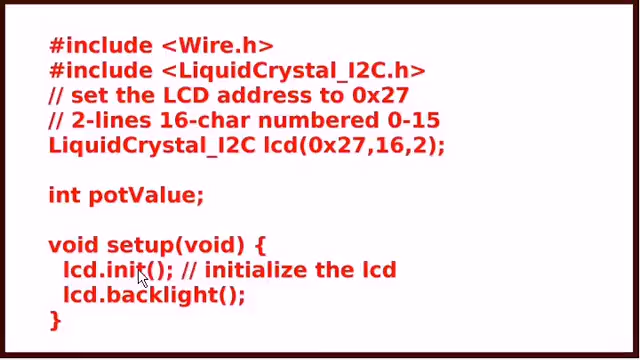 #include <Wire.h>
#include <LiquidCrystal_I2C.h>
// set the LCD address to 0x27
// 2-lines 16-char numbered 0-15
LiquidCrystal_I2C lcd(0x27,16,2);
int potValue;
void setup(void) {
lcd.init(); // initialize the lcd
lcd.backlight();
}